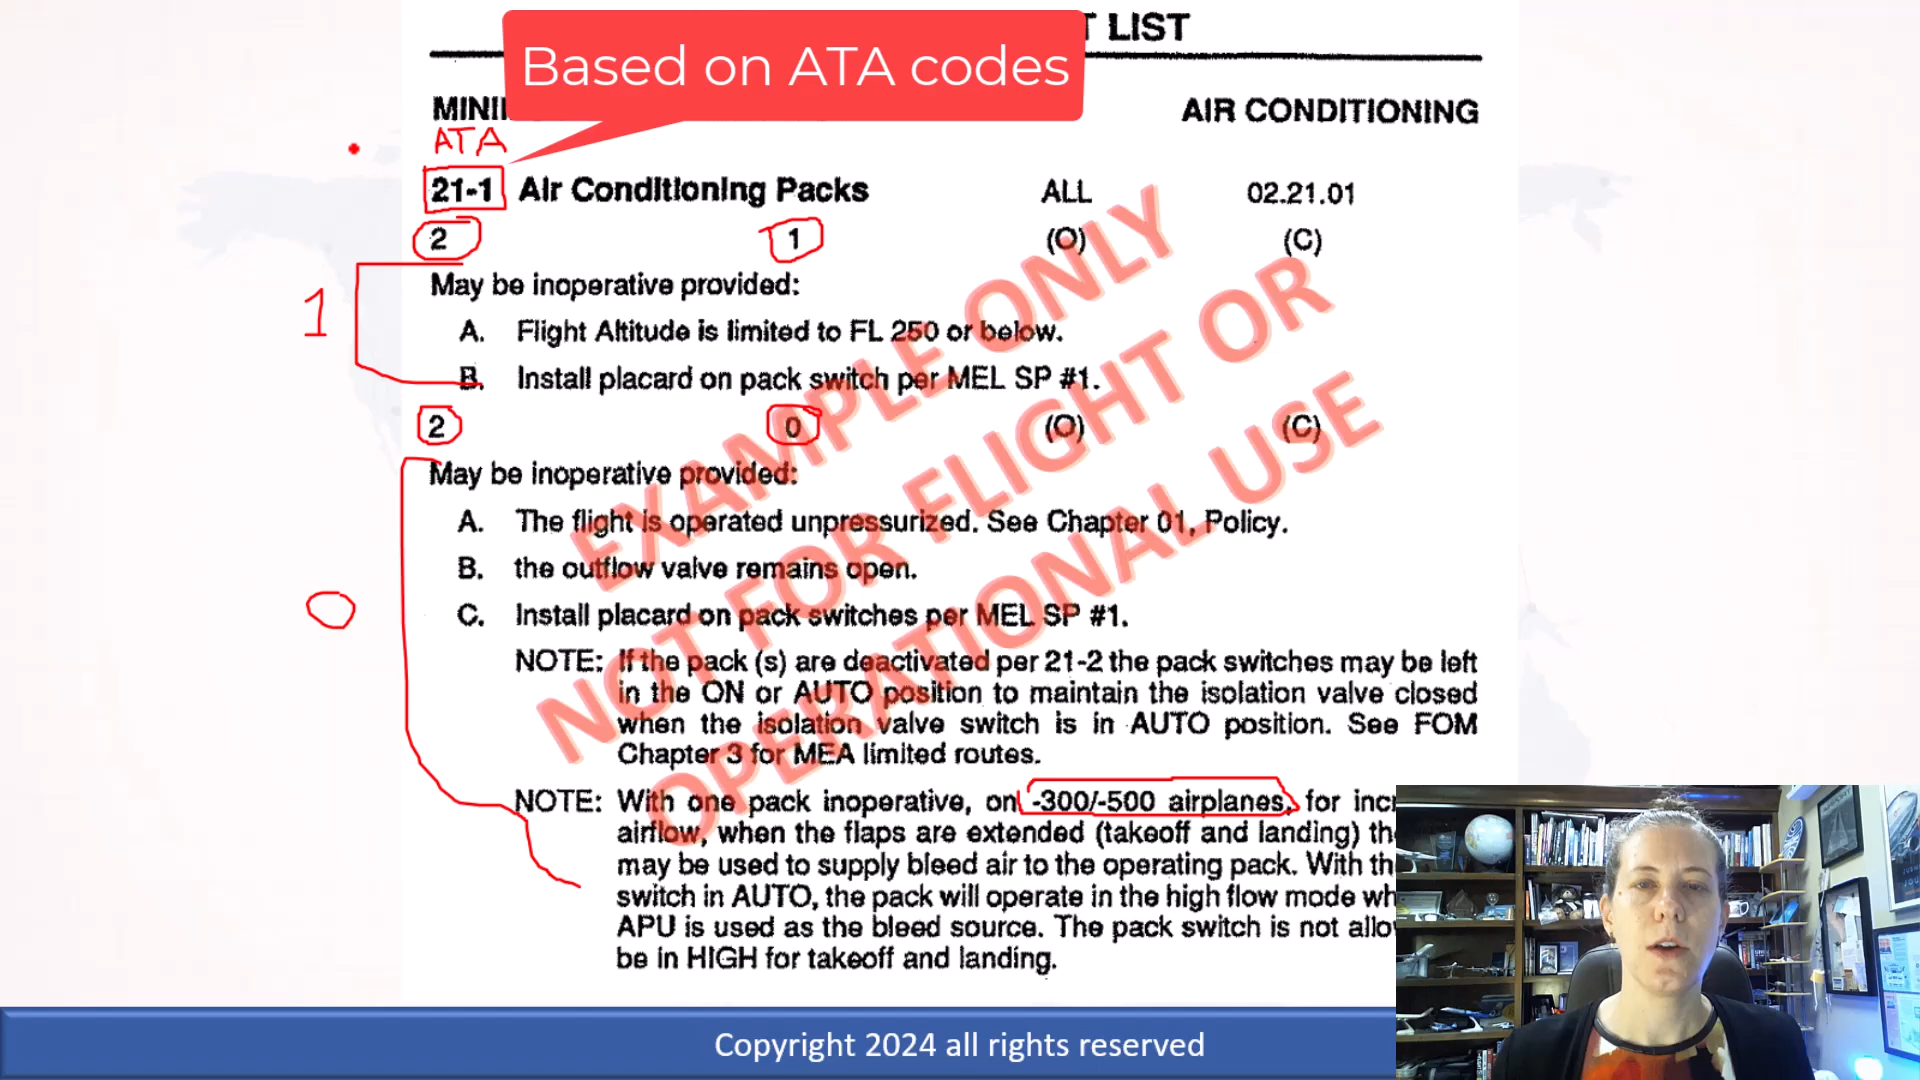 T LIST
Based on ATA codes
MINI
AIR CONDITIONING
ATA
21-1 Air Conditioning Packs ALL 02.21.01
2 1 (O) (C)
May be inoperative provided:
1
A. Flight Altitude is limited to FL 250 or below.
B. Install placard on pack switch per MEL SP #1.
2 0 (O) (C)
May be inoperative provided:
A. The flight is operated unpressurized. See Chapter 01, Policy.
B. the outflow valve remains open.
0
C. Install placard on pack switches per MEL SP #1.
NOTE: If the pack (s) are deactivated per 21-2 the pack switches may be left
in the ON or AUTO position to maintain the isolation valve closed
when the isolation valve switch is in AUTO position. See FOM
Chapter 3 for MEA limited routes.
NOTE: With one pack inoperative, on -300/-500 airplanes, for incr
airflow, when the flaps are extended (takeoff and landing) th
may be used to supply bleed air to the operating pack. With th
switch in AUTO, the pack will operate in the high flow mode wh
APU is used as the bleed source. The pack switch is not allo
be in HIGH for takeoff and landing.
EXAMPLE ONLY
NOT FOR FLIGHT OR
OPERATIONAL USE
Copyright 2024 all rights reserved